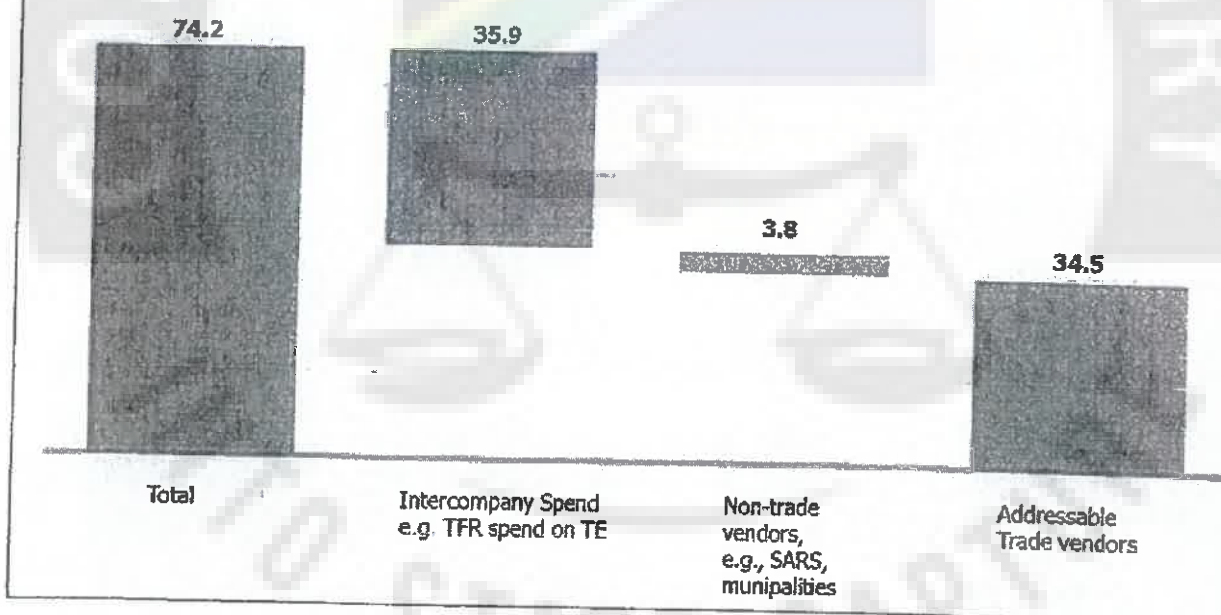 74.2
35.9
3.8
34.5
Total
Intercompany Spend
e.g. TFR spend on TE
Non-trade
vendors,
e.g., SARS,
munipalities
Addressable
Trade vendors